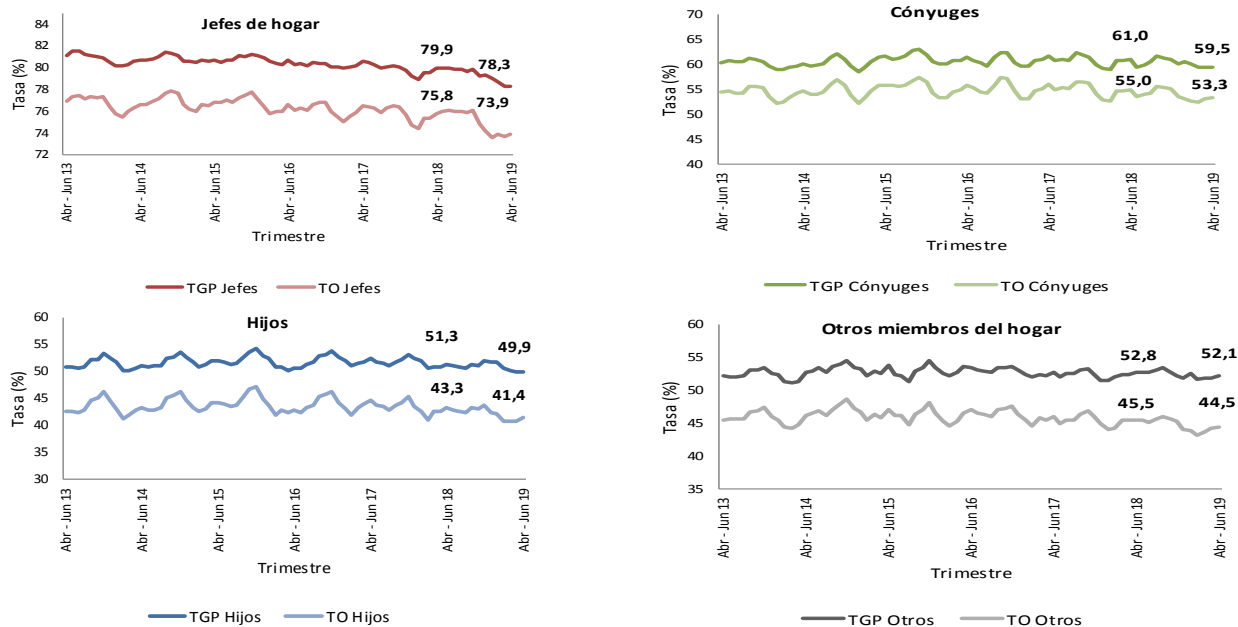 Jefes de hogar
Tasa (%)
84
82
80
78
76
74
72
79,9
78,3
75,8
73,9
Abr - Jun 13
Abr - Jun 14
Abr - Jun 15
Abr - Jun 16
Abr - Jun 17
Abr - Jun 18
Abr - Jun 19
Trimestre
TGP Jefes
TO Jefes
Cónyuges
Tasa (%)
70
65
60
55
50
45
40
61,0
59,5
55,0
53,3
Abr - Jun 13
Abr - Jun 14
Abr - Jun 15
Abr - Jun 16
Abr - Jun 17
Abr - Jun 18
Abr - Jun 19
Trimestre
TGP Cónyuges
TO Cónyuges
Hijos
Tasa (%)
60
55
50
45
40
35
30
51,3
49,9
43,3
41,4
Abr - Jun 13
Abr - Jun 14
Abr - Jun 15
Abr - Jun 16
Abr - Jun 17
Abr - Jun 18
Abr - Jun 19
Trimestre
TGP Hijos
TO Hijos
Otros miembros del hogar
Tasa (%)
60
55
50
45
40
35
52,8
52,1
45,5
44,5
Abr - Jun 13
Abr - Jun 14
Abr - Jun 15
Abr - Jun 16
Abr - Jun 17
Abr - Jun 18
Abr - Jun 19
Trimestre
TGP Otros
TO Otros